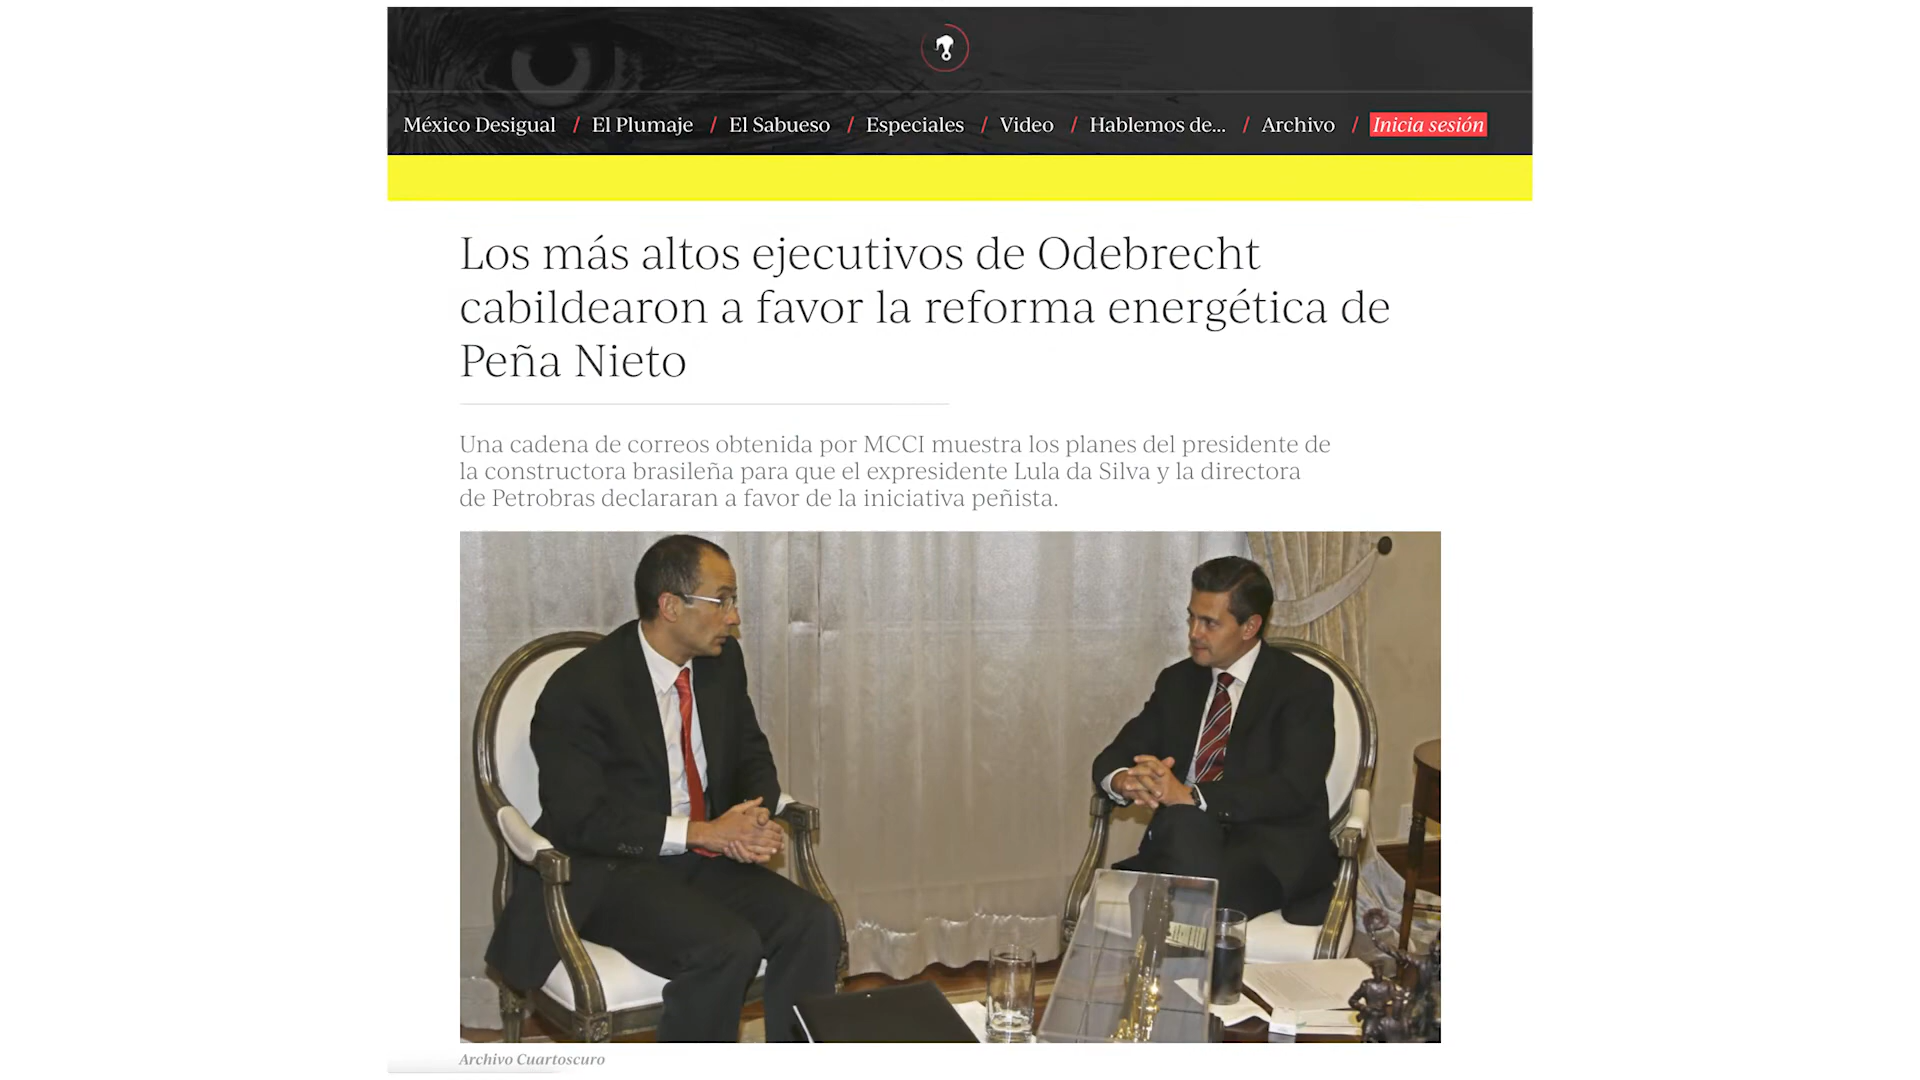 México Desigual / El Plumaje / El Sabueso / Especiales / Video / Hablemos de... / Archivo / Inicia sesión
Los más altos ejecutivos de Odebrecht
cabildearon a favor la reforma energética de
Peña Nieto
Una cadena de correos obtenida por MCCI muestra los planes del presidente de
la constructora brasileña para que el expresidente Lula da Silva y la directora
de Petrobras declararan a favor de la iniciativa peñista.
Archivo Cuartoscuro